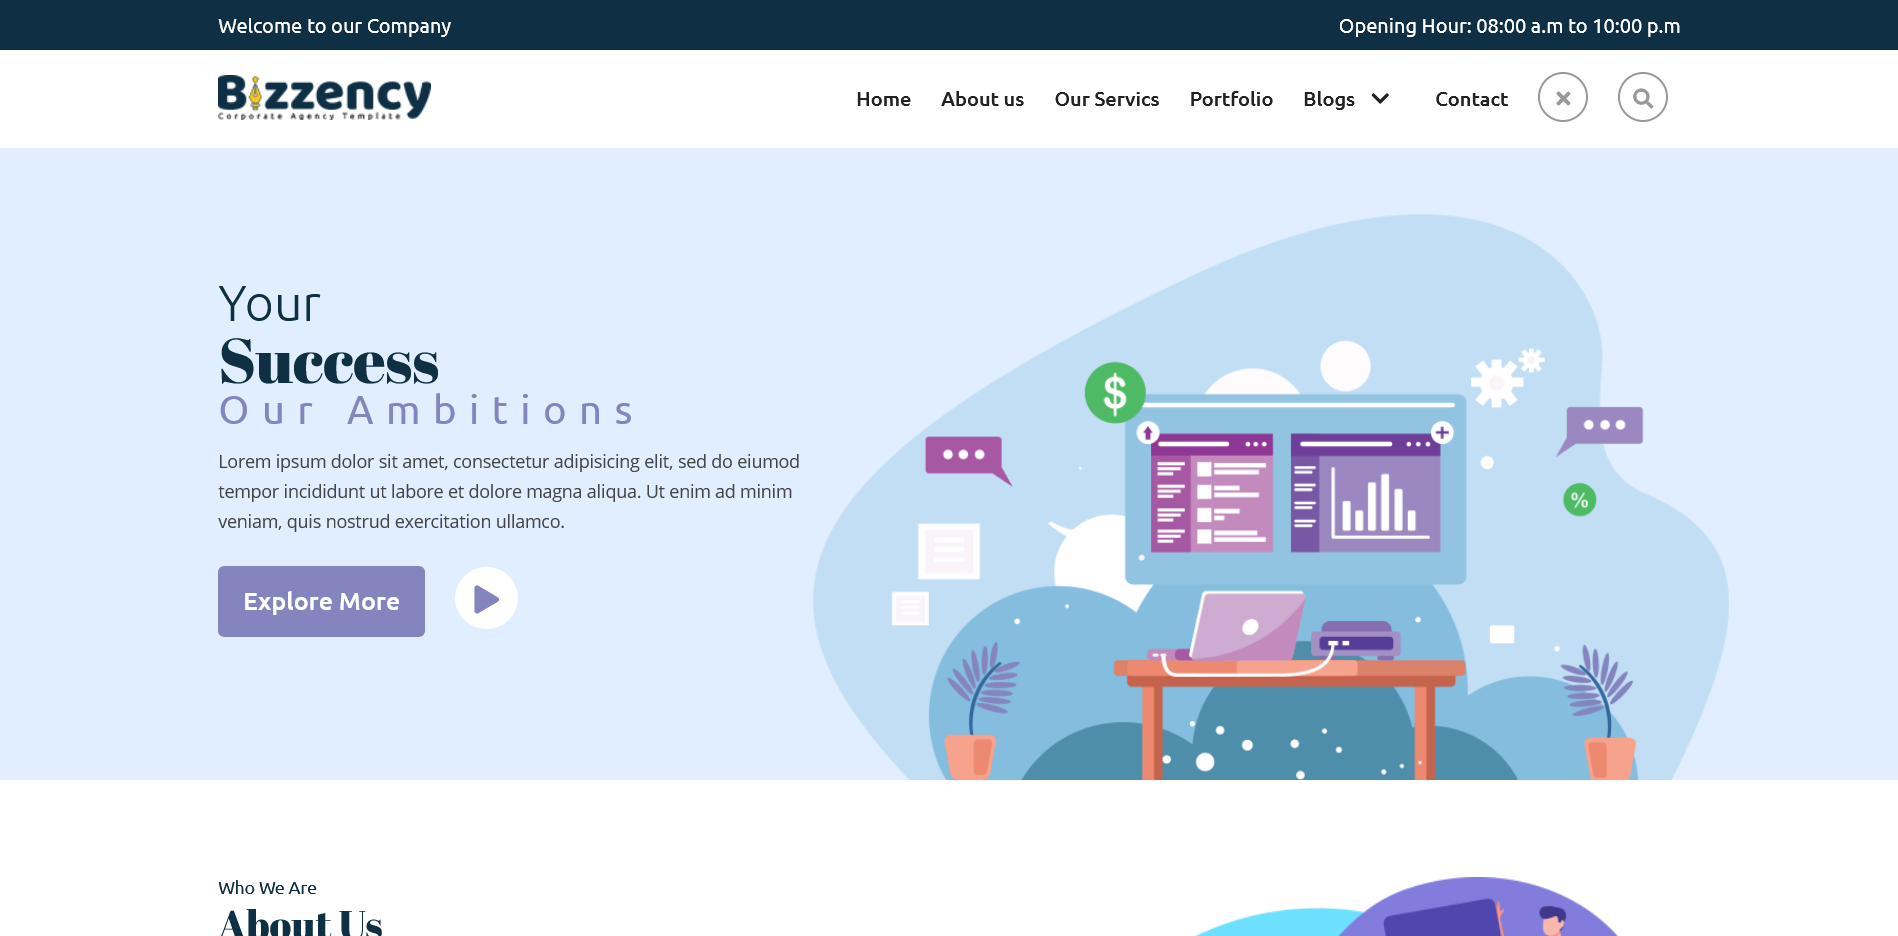 Welcome to our Company
Opening Hour: 08:00 a.m to 10:00 p.m
Bizzency
Corporate Agency Template
Home
About us
Our Servics
Portfolio
Blogs
Contact
Your
Success
Our Ambitions
Lorem ipsum dolor sit amet, consectetur adipisicing elit, sed do eiumod
tempor incididunt ut labore et dolore magna aliqua. Ut enim ad minim
veniam, quis nostrud exercitation ullamco.
Explore More
$
%
Who We Are
About Us